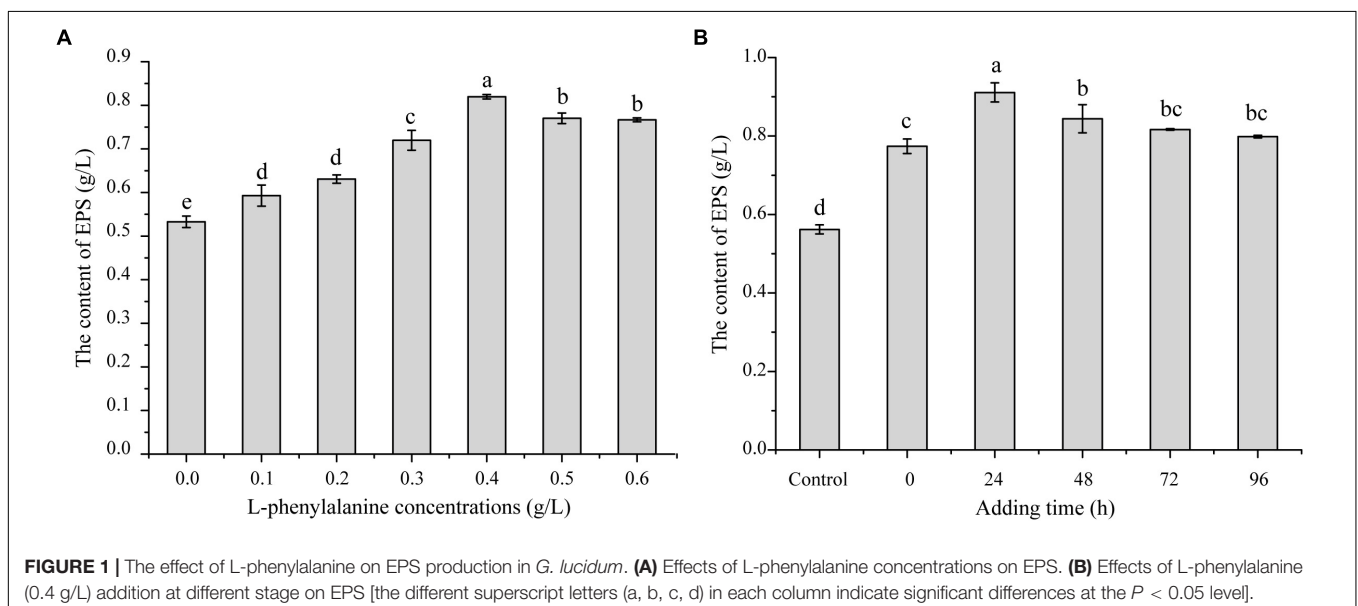 A
The content of EPS (g/L)
0.9
0.8
0.7
0.6
0.5
0.4
0.3
0.2
0.1
0.0
e
d
d
c
a
b
b
0.0 0.1 0.2 0.3 0.4 0.5 0.6
L-phenylalanine concentrations (g/L)
B
The content of EPS (g/L)
1.0
0.8
0.6
0.4
0.2
0.0
d
c
a
b
bc
bc
Control 0 24 48 72 96
Adding time (h)
FIGURE 1 | The effect of L-phenylalanine on EPS production in G. lucidum. (A) Effects of L-phenylalanine concentrations on EPS. (B) Effects of L-phenylalanine
(0.4 g/L) addition at different stage on EPS [the different superscript letters (a, b, c, d) in each column indicate significant differences at the P < 0.05 level].